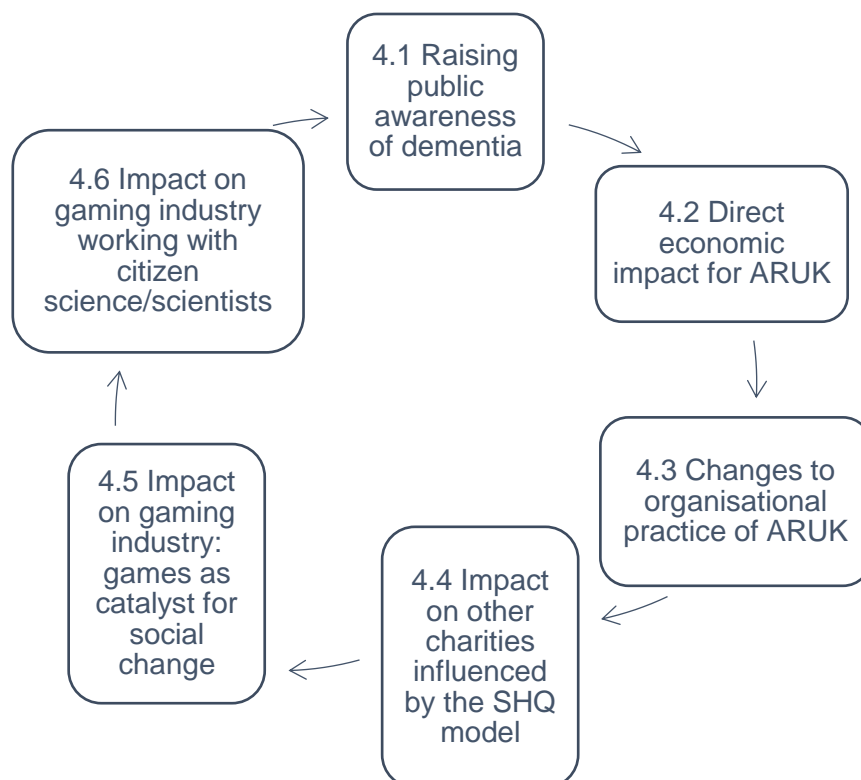 4.1 Raising
public
awareness
of dementia
4.2 Direct
economic
impact for ARUK
4.3 Changes to
organisational
practice of ARUK
4.4 Impact
on other
charities
influenced
by the SHQ
model
4.5 Impact
on gaming
industry:
games as
catalyst for
social
change
4.6 Impact on
gaming industry
working with
citizen
science/scientists